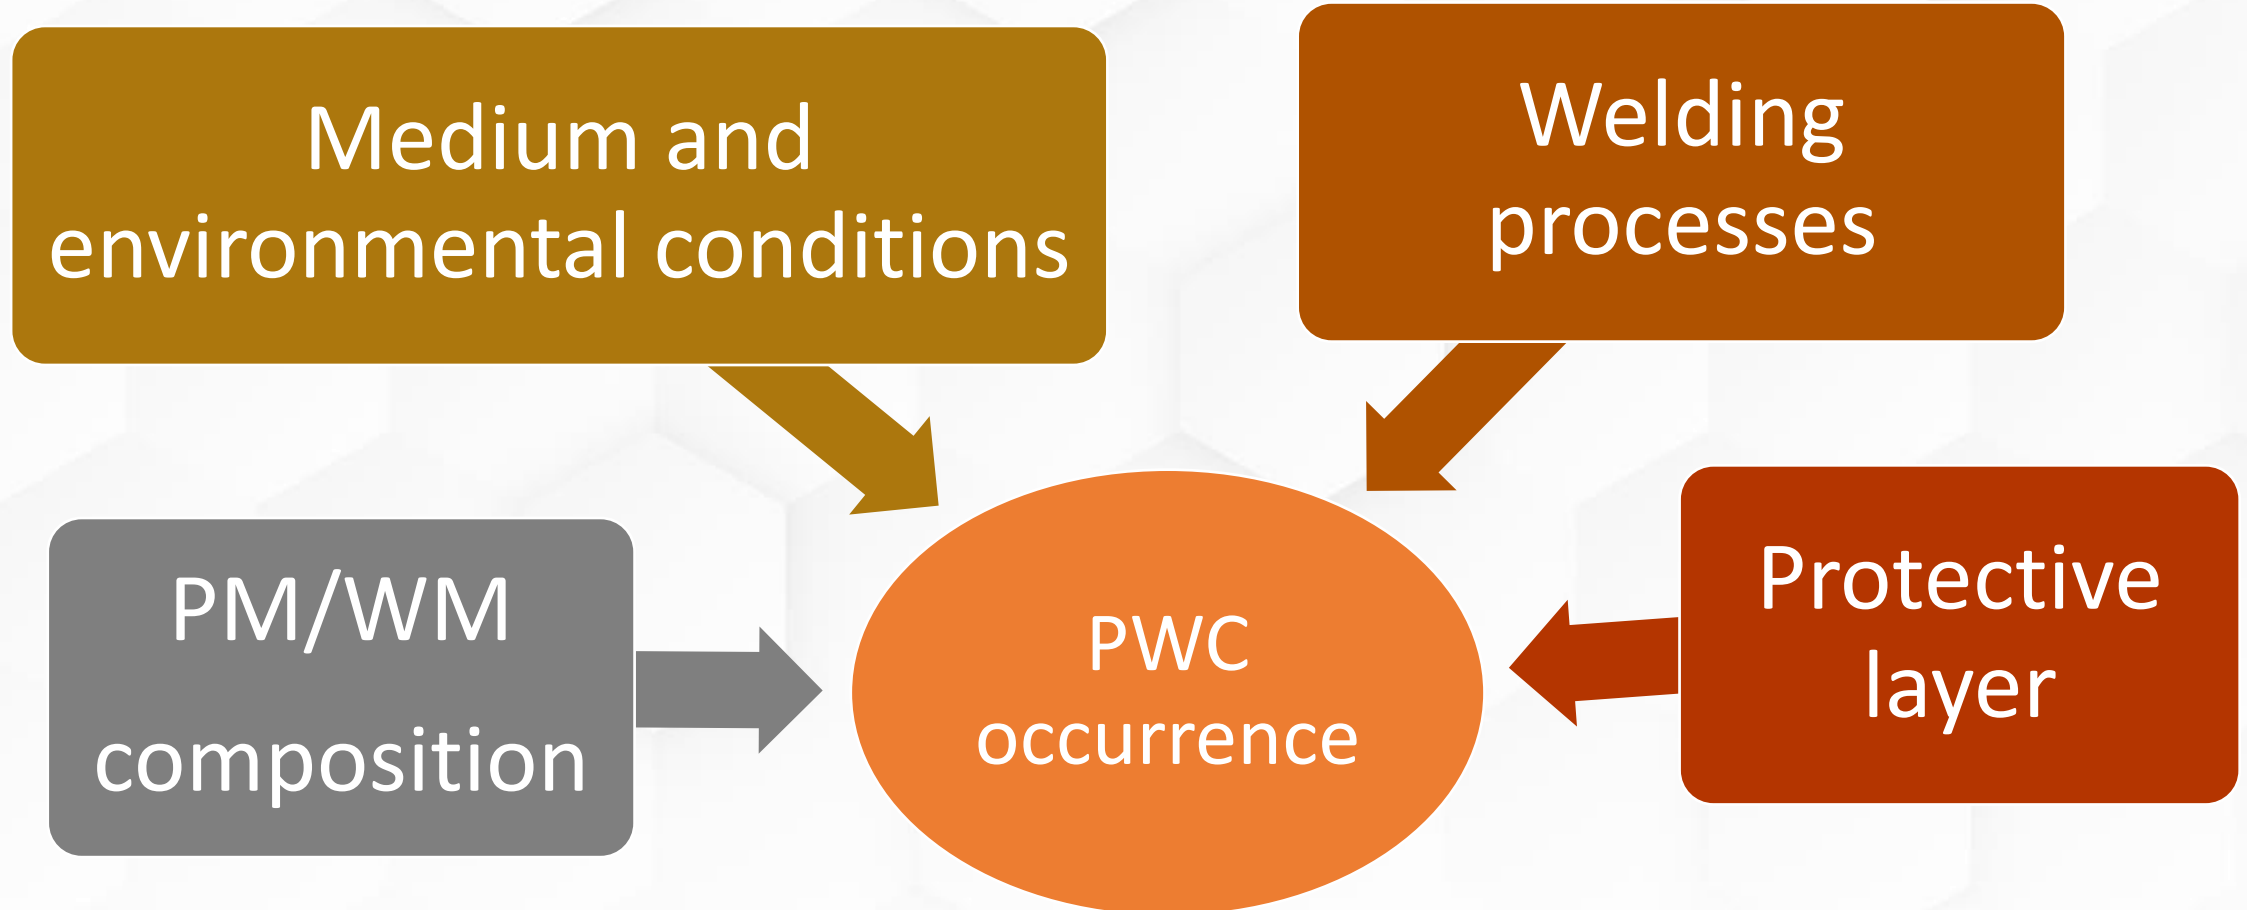 Medium and
environmental conditions
Welding
processes
PM/WM
composition
PWC
occurrence
Protective
layer